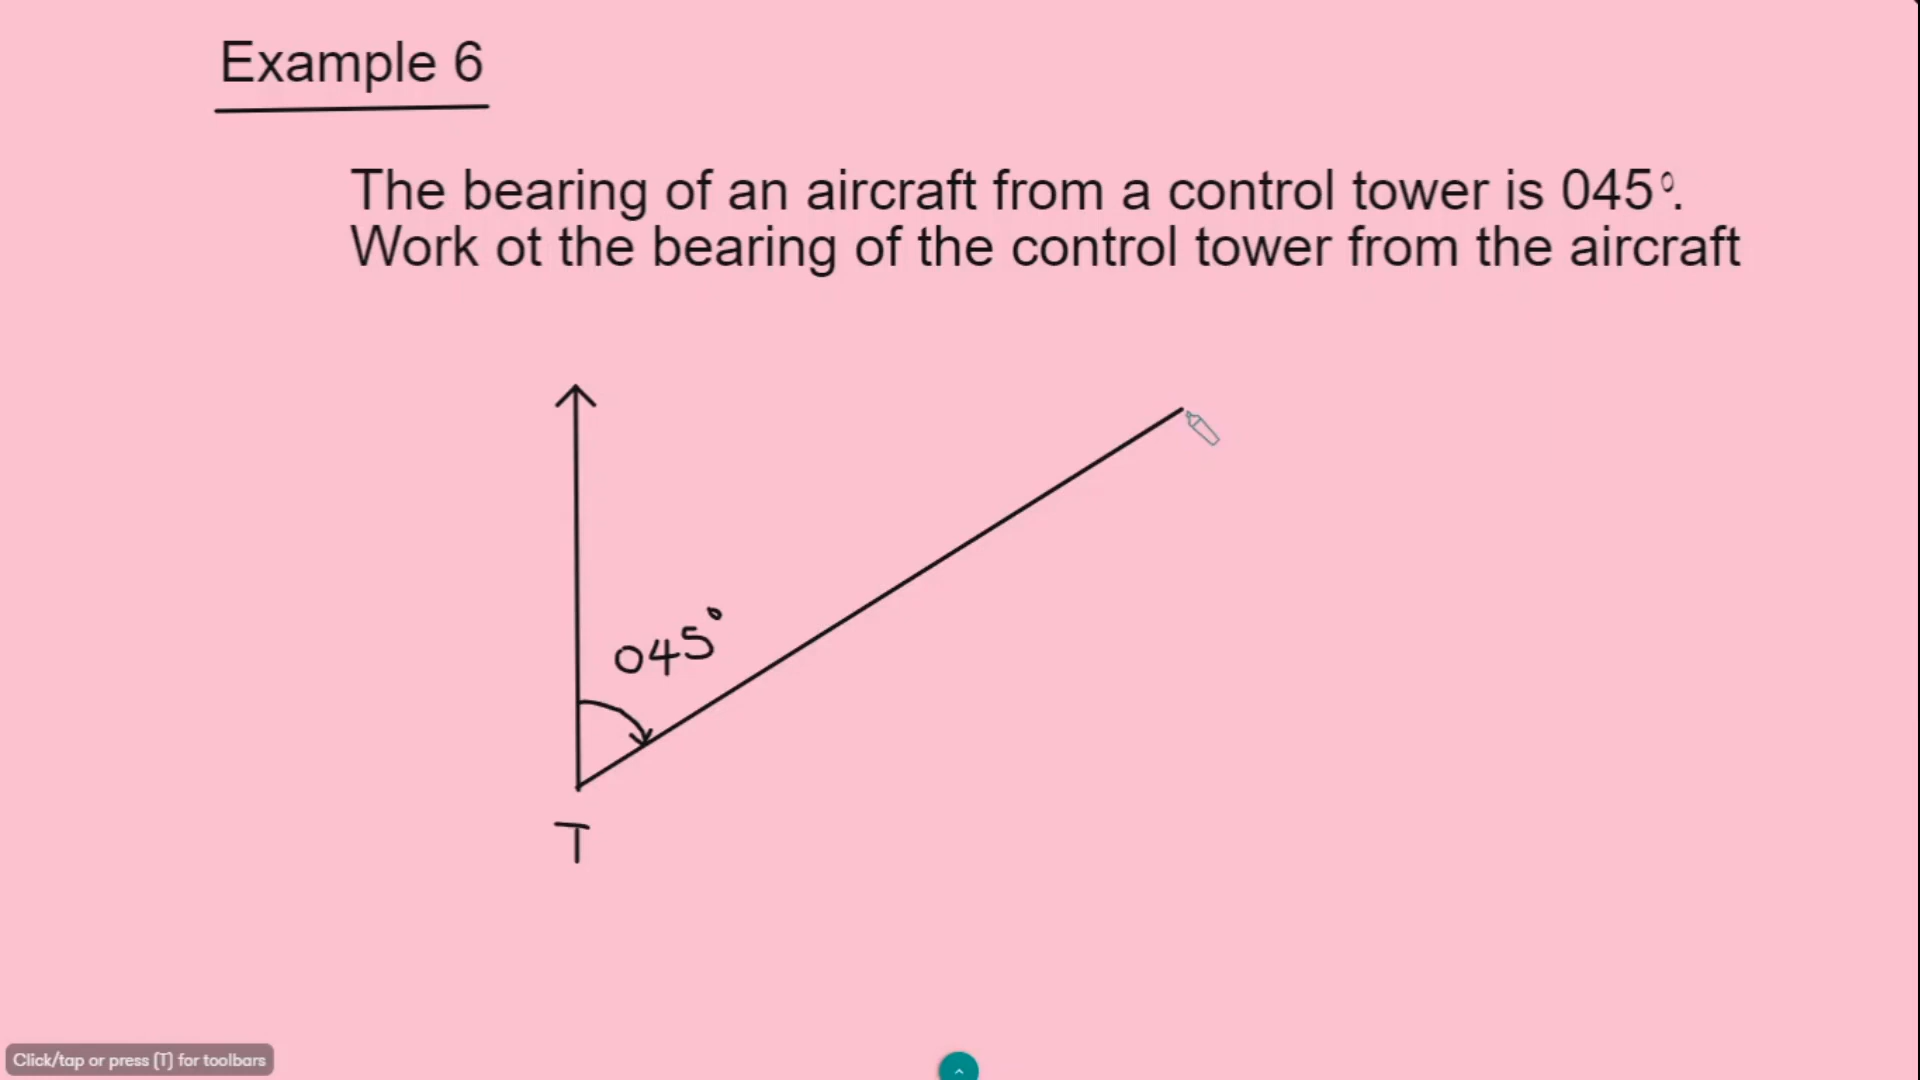 Example 6
The bearing of an aircraft from a control tower is 045°.
Work ot the bearing of the control tower from the aircraft
045°
T
Click/tap or press (T) for toolbars